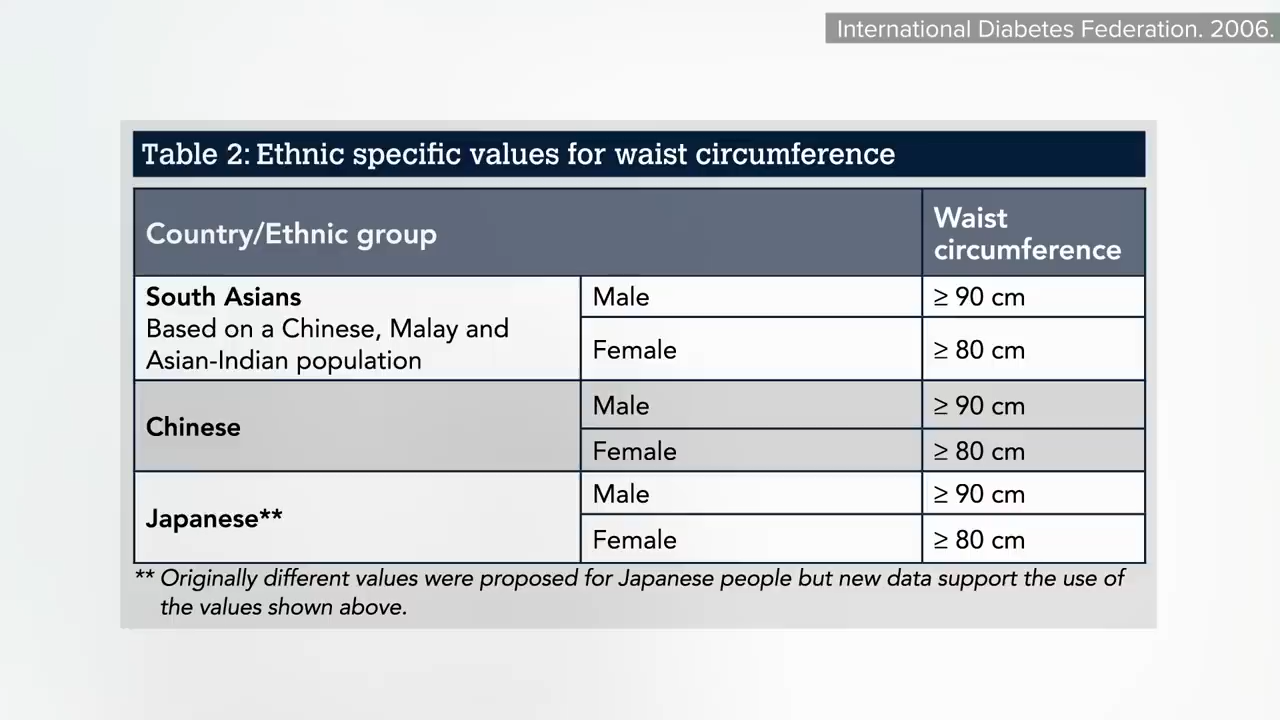 International Diabetes Federation. 2006.
Table 2: Ethnic specific values for waist circumference
Country/Ethnic group
Waist
circumference
South Asians
Based on a Chinese, Malay and
Asian-Indian population
Male
≥ 90 cm
Female
≥ 80 cm
Chinese
Male
≥ 90 cm
Female
≥ 80 cm
Japanese**
Male
≥ 90 cm
Female
≥ 80 cm
** Originally different values were proposed for Japanese people but new data support the use of
the values shown above.